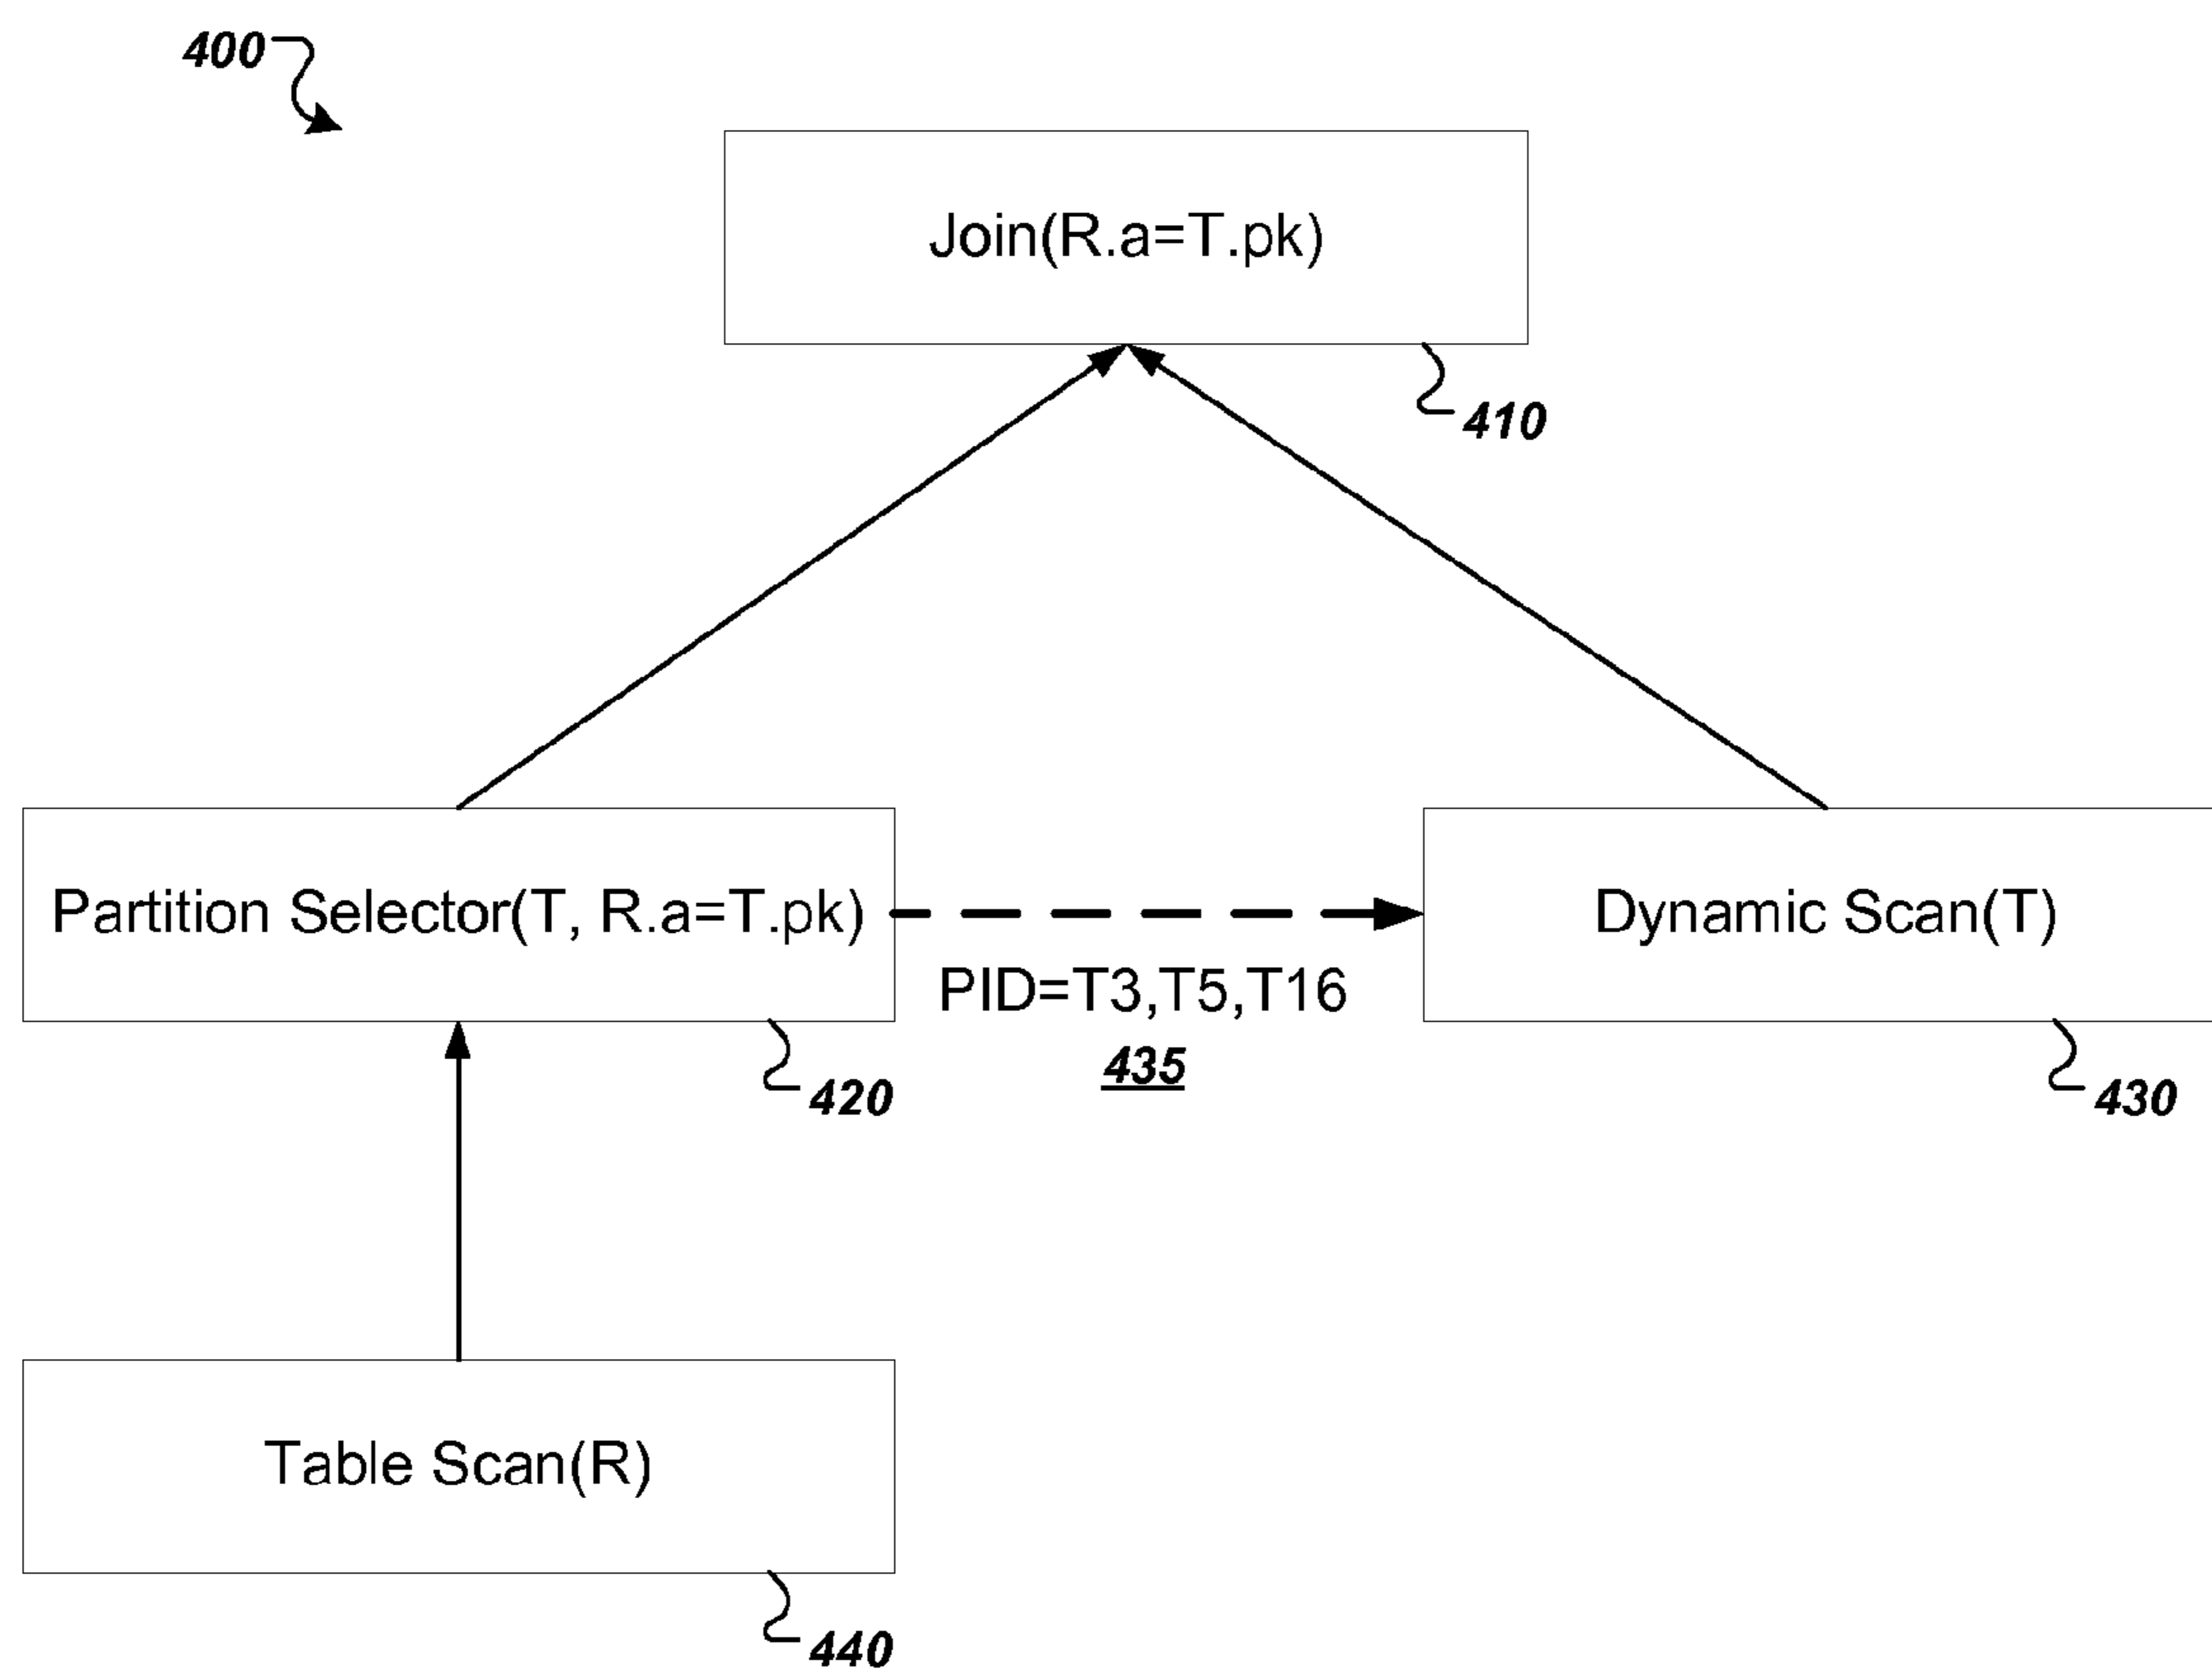 400
Join(R.a=T.pk)
410
Partition Selector(T, R.a=T.pk)
Dynamic Scan(T)
PID=T3,T5,T16
435
420
430
Table Scan(R)
440